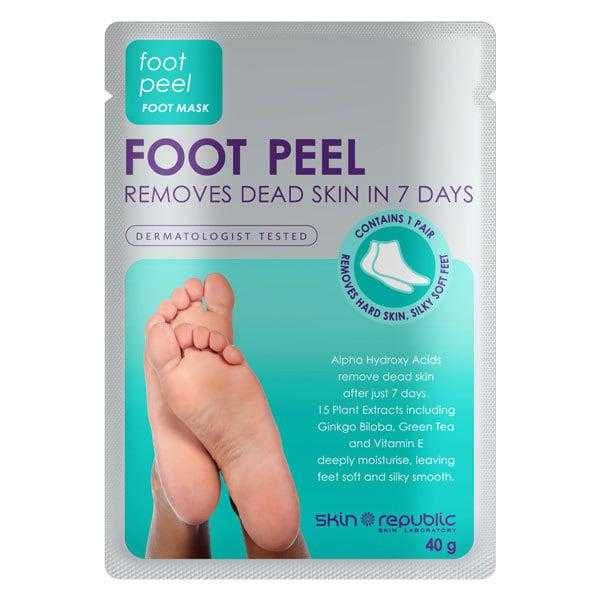 foot
peel
FOOT MASK
FOOT PEEL
REMOVES DEAD SKIN IN 7 DAYS
DERMATOLOGIST TESTED
CONTAINS 1 PAIR
REMOVES HARD SKIN, SILKY SOFT FEET
Alpha Hydroxy Acids
remove dead skin
after just 7 days.
15 Plant Extracts including
Ginkgo Biloba, Green Tea
and Vitamin E
deeply moisturise, leaving
feet soft and silky smooth.
skin republic
SKIN LABORATORY
40 g